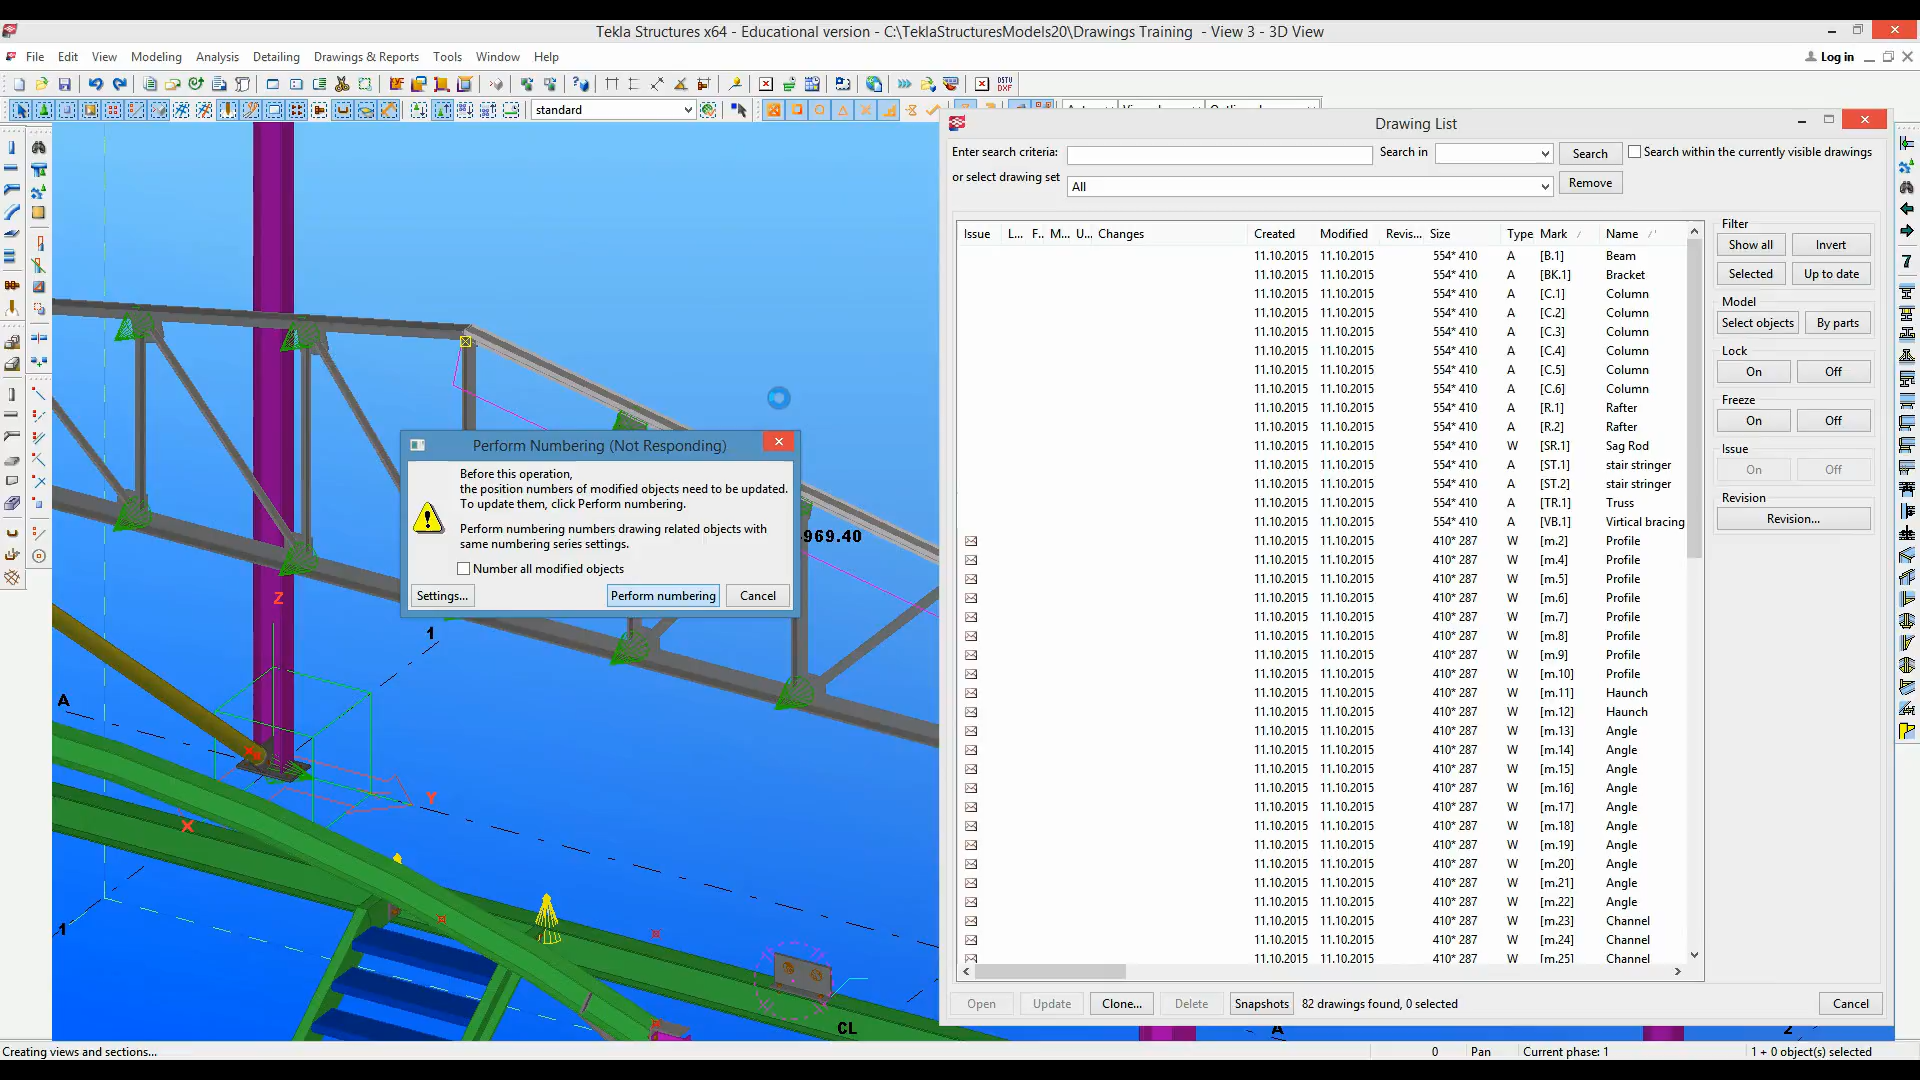 Tekla Structures x64 - Educational version - C:\TeklaStructuresModels20\Drawings Training - View 3 - 3D View
File Edit View Modeling Analysis Detailing Drawings & Reports Tools Window Help
Log in
standard
Drawing List
Enter search criteria:
Search in
Search
Search within the currently visible drawings
or select drawing set
All
Remove
Issue L... F.. M... U... Changes Created Modified Revis... Size Type Mark Name
11.10.2015 11.10.2015 554* 410 A [B.1] Beam
11.10.2015 11.10.2015 554* 410 A [BK.1] Bracket
11.10.2015 11.10.2015 554* 410 A [C.1] Column
11.10.2015 11.10.2015 554* 410 A [C.2] Column
11.10.2015 11.10.2015 554* 410 A [C.3] Column
11.10.2015 11.10.2015 554* 410 A [C.4] Column
11.10.2015 11.10.2015 554* 410 A [C.5] Column
11.10.2015 11.10.2015 554* 410 A [C.6] Column
11.10.2015 11.10.2015 554* 410 A [R.1] Rafter
11.10.2015 11.10.2015 554* 410 A [R.2] Rafter
11.10.2015 11.10.2015 554* 410 W [SR.1] Sag Rod
11.10.2015 11.10.2015 554* 410 A [ST.1] stair stringer
11.10.2015 11.10.2015 554* 410 A [ST.2] stair stringer
11.10.2015 11.10.2015 554* 410 A [TR.1] Truss
11.10.2015 11.10.2015 554* 410 A [VB.1] Virtical bracing
11.10.2015 11.10.2015 410* 287 W [m.2] Profile
11.10.2015 11.10.2015 410* 287 W [m.4] Profile
11.10.2015 11.10.2015 410* 287 W [m.5] Profile
11.10.2015 11.10.2015 410* 287 W [m.6] Profile
11.10.2015 11.10.2015 410* 287 W [m.7] Profile
11.10.2015 11.10.2015 410* 287 W [m.8] Profile
11.10.2015 11.10.2015 410* 287 W [m.9] Profile
11.10.2015 11.10.2015 410* 287 W [m.10] Profile
11.10.2015 11.10.2015 410* 287 W [m.11] Haunch
11.10.2015 11.10.2015 410* 287 W [m.12] Haunch
11.10.2015 11.10.2015 410* 287 W [m.13] Angle
11.10.2015 11.10.2015 410* 287 W [m.14] Angle
11.10.2015 11.10.2015 410* 287 W [m.15] Angle
11.10.2015 11.10.2015 410* 287 W [m.16] Angle
11.10.2015 11.10.2015 410* 287 W [m.17] Angle
11.10.2015 11.10.2015 410* 287 W [m.18] Angle
11.10.2015 11.10.2015 410* 287 W [m.19] Angle
11.10.2015 11.10.2015 410* 287 W [m.20] Angle
11.10.2015 11.10.2015 410* 287 W [m.21] Angle
11.10.2015 11.10.2015 410* 287 W [m.22] Angle
11.10.2015 11.10.2015 410* 287 W [m.23] Channel
11.10.2015 11.10.2015 410* 287 W [m.24] Channel
11.10.2015 11.10.2015 410* 287 W [m.25] Channel
Filter
Show all Invert
Selected Up to date
Model
Select objects By parts
Lock
On Off
Freeze
On Off
Issue
On Off
Revision
Revision...
Open Update Clone... Delete Snapshots 82 drawings found, 0 selected Cancel
Perform Numbering (Not Responding)
Before this operation,
the position numbers of modified objects need to be updated.
To update them, click Perform numbering.
Perform numbering numbers drawing related objects with
same numbering series settings.
Number all modified objects
Settings... Perform numbering Cancel
969.40
Z
1
A
Y
X
1
CL
A
2
Creating views and sections...
0 Pan Current phase: 1 1 + 0 object(s) selected